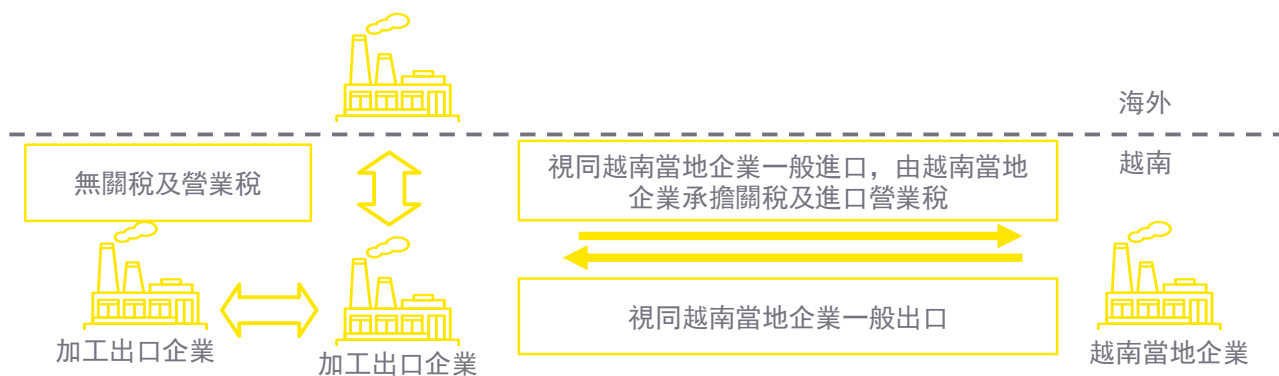 海外
越南
無關稅及營業稅
視同越南當地企業一般進口，由越南當地
企業承擔關稅及進口營業稅
視同越南當地企業一般出口
加工出口企業
加工出口企業
越南當地企業